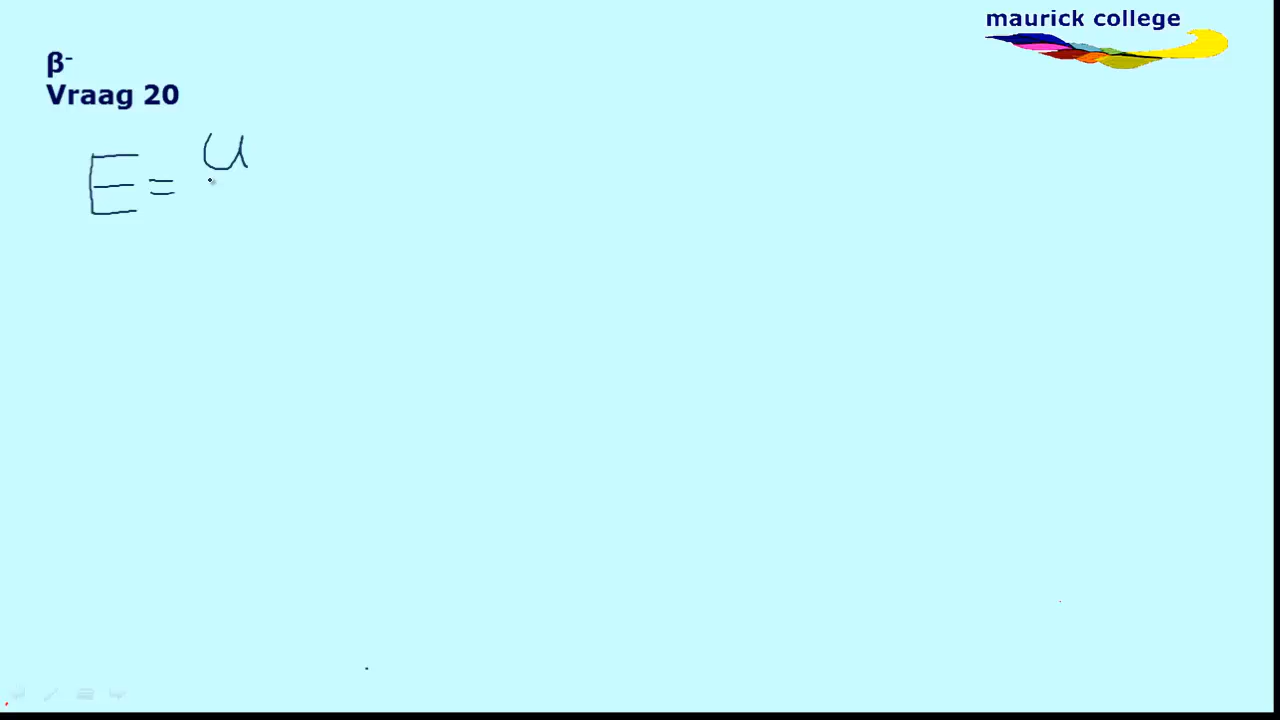 maurick college
β-
Vraag 20
E = U